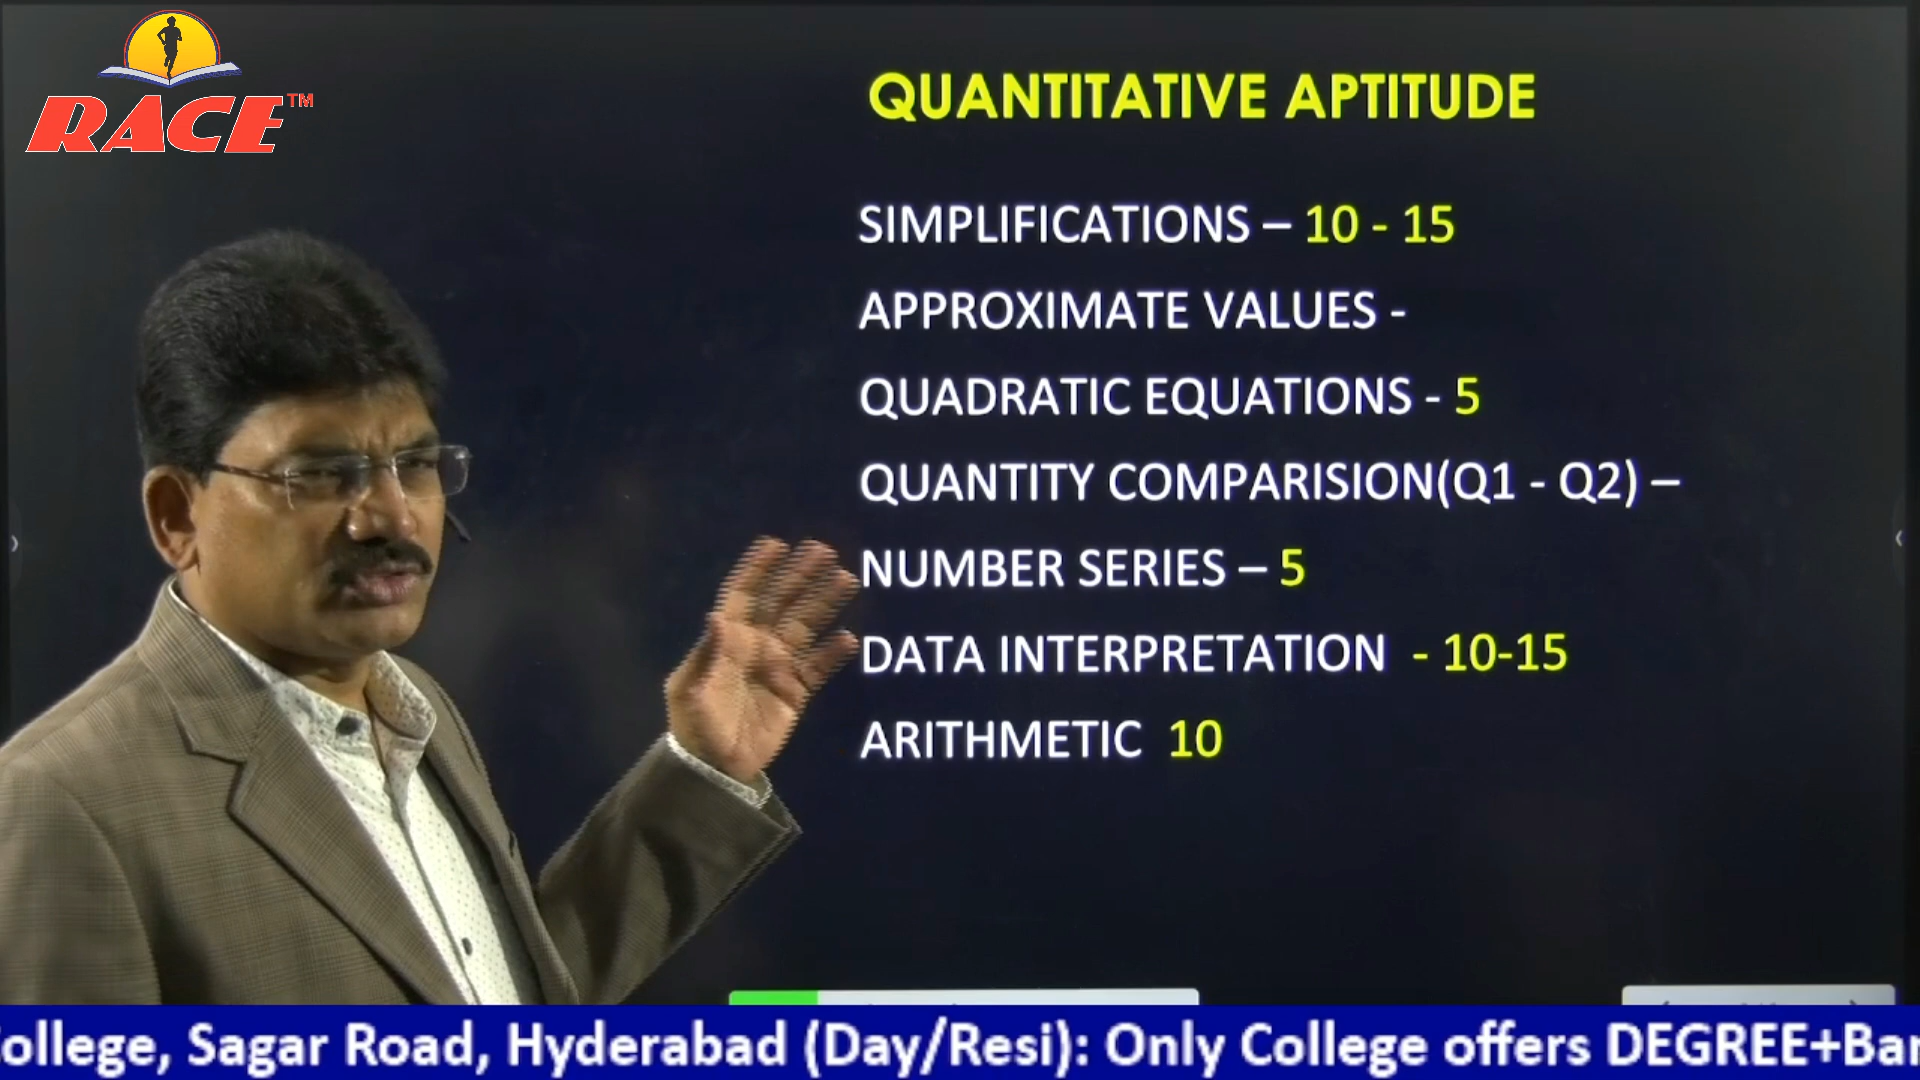 RACE™
QUANTITATIVE APTITUDE
SIMPLIFICATIONS – 10 - 15
APPROXIMATE VALUES -
QUADRATIC EQUATIONS - 5
QUANTITY COMPARISION(Q1 - Q2) –
NUMBER SERIES – 5
DATA INTERPRETATION - 10-15
ARITHMETIC 10
ollege, Sagar Road, Hyderabad (Day/Resi): Only College offers DEGREE+Ban